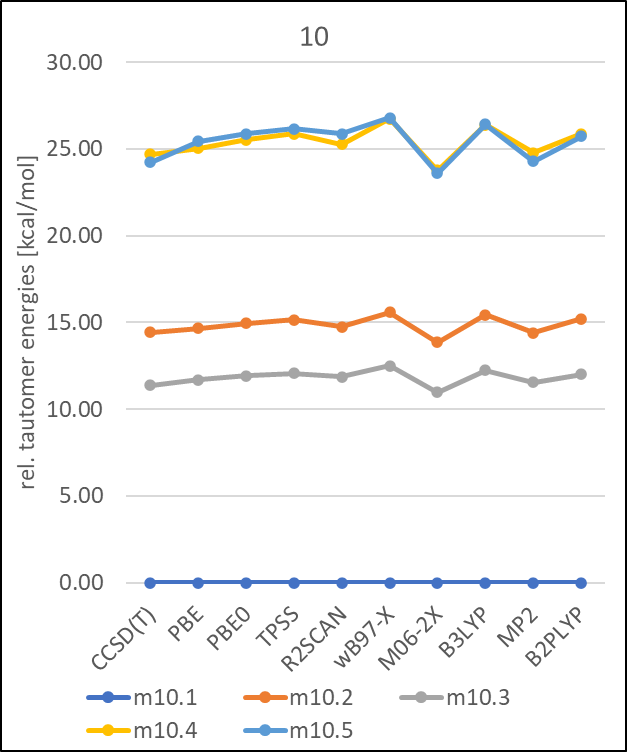 10
30.00
25.00
20.00
15.00
10.00
5.00
0.00
rel. tautomer energies [kcal/mol]
CCSD(T)
PBE
PBE0
TPSS
R2SCAN
wB97-X
M06-2X
B3LYP
MP2
B2PLYP
m10.1 m10.2 m10.3
m10.4 m10.5